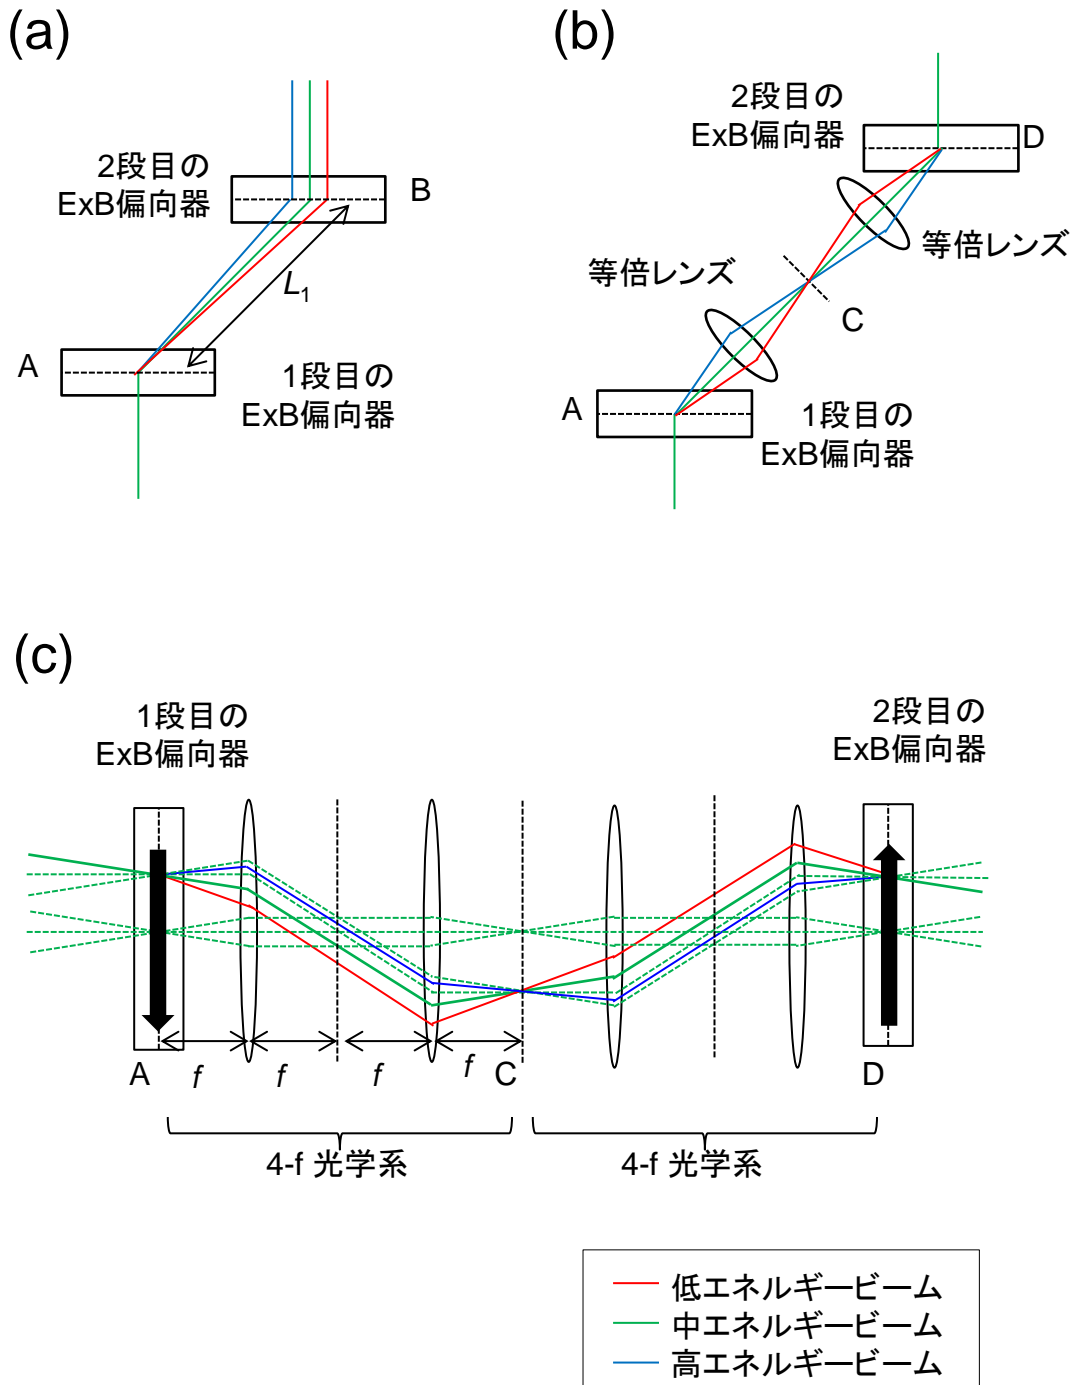 (a)
2段目の
ExB偏向器
B
L1
A
1段目の
ExB偏向器
(b)
2段目の
ExB偏向器
D
等倍レンズ
等倍レンズ
C
A
1段目の
ExB偏向器
(c)
1段目の
ExB偏向器
2段目の
ExB偏向器
A
f
f
f
f
C
D
4-f 光学系
4-f 光学系
低エネルギービーム
中エネルギービーム
高エネルギービーム